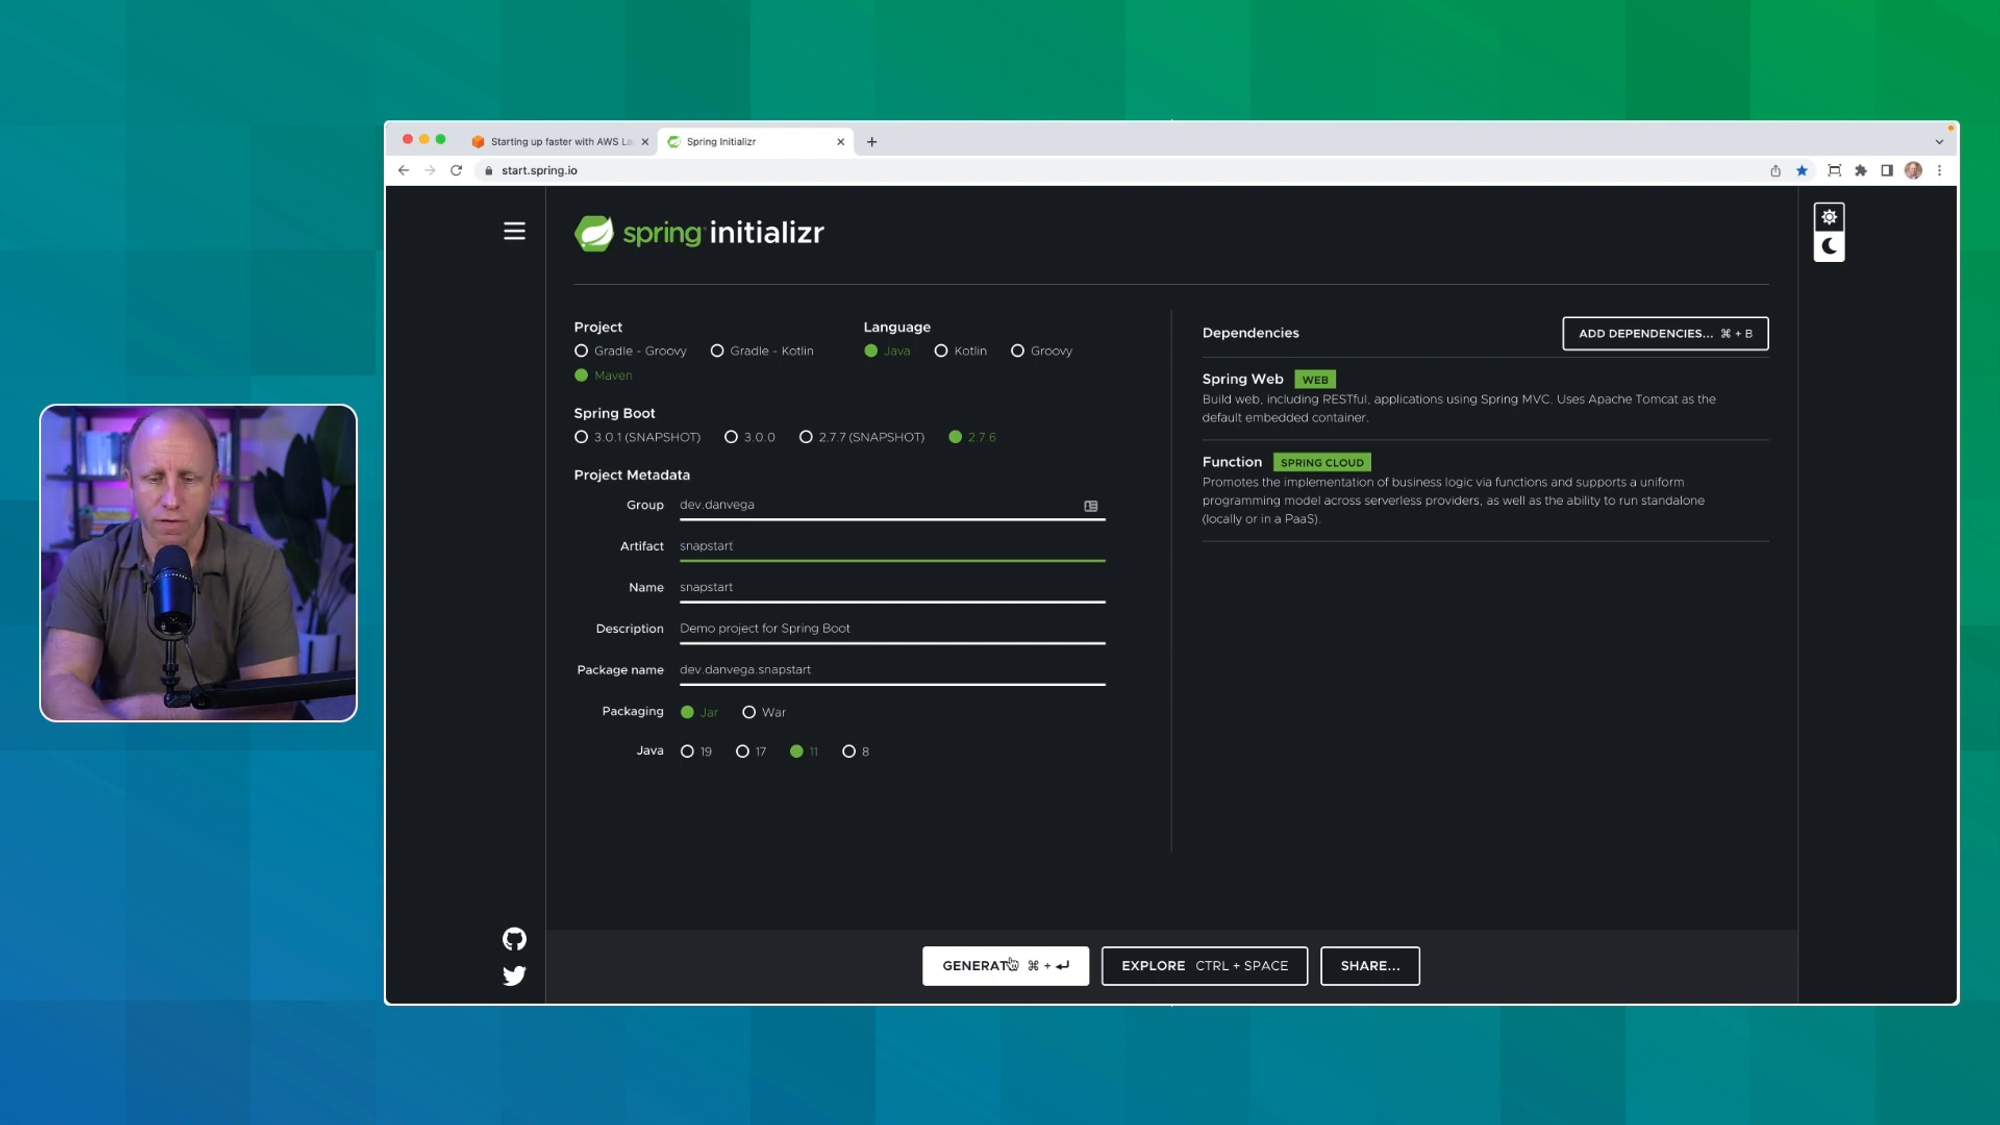 Starting up faster with AWS La
Spring Initializr
start.spring.io
spring initializr
Project
Gradle - Groovy
Gradle - Kotlin
Maven
Language
Java
Kotlin
Groovy
Spring Boot
3.0.1 (SNAPSHOT)
3.0.0
2.7.7 (SNAPSHOT)
2.7.6
Project Metadata
Group
dev.danvega
Artifact
snapstart
Name
snapstart
Description
Demo project for Spring Boot
Package name
dev.danvega.snapstart
Packaging
Jar
War
Java
19
17
11
8
Dependencies
ADD DEPENDENCIES... ⌘ + B
Spring Web WEB
Build web, including RESTful, applications using Spring MVC. Uses Apache Tomcat as the
default embedded container.
Function SPRING CLOUD
Promotes the implementation of business logic via functions and supports a uniform
programming model across serverless providers, as well as the ability to run standalone
(locally or in a PaaS).
GENERATE ⌘ + ↵
EXPLORE CTRL + SPACE
SHARE...